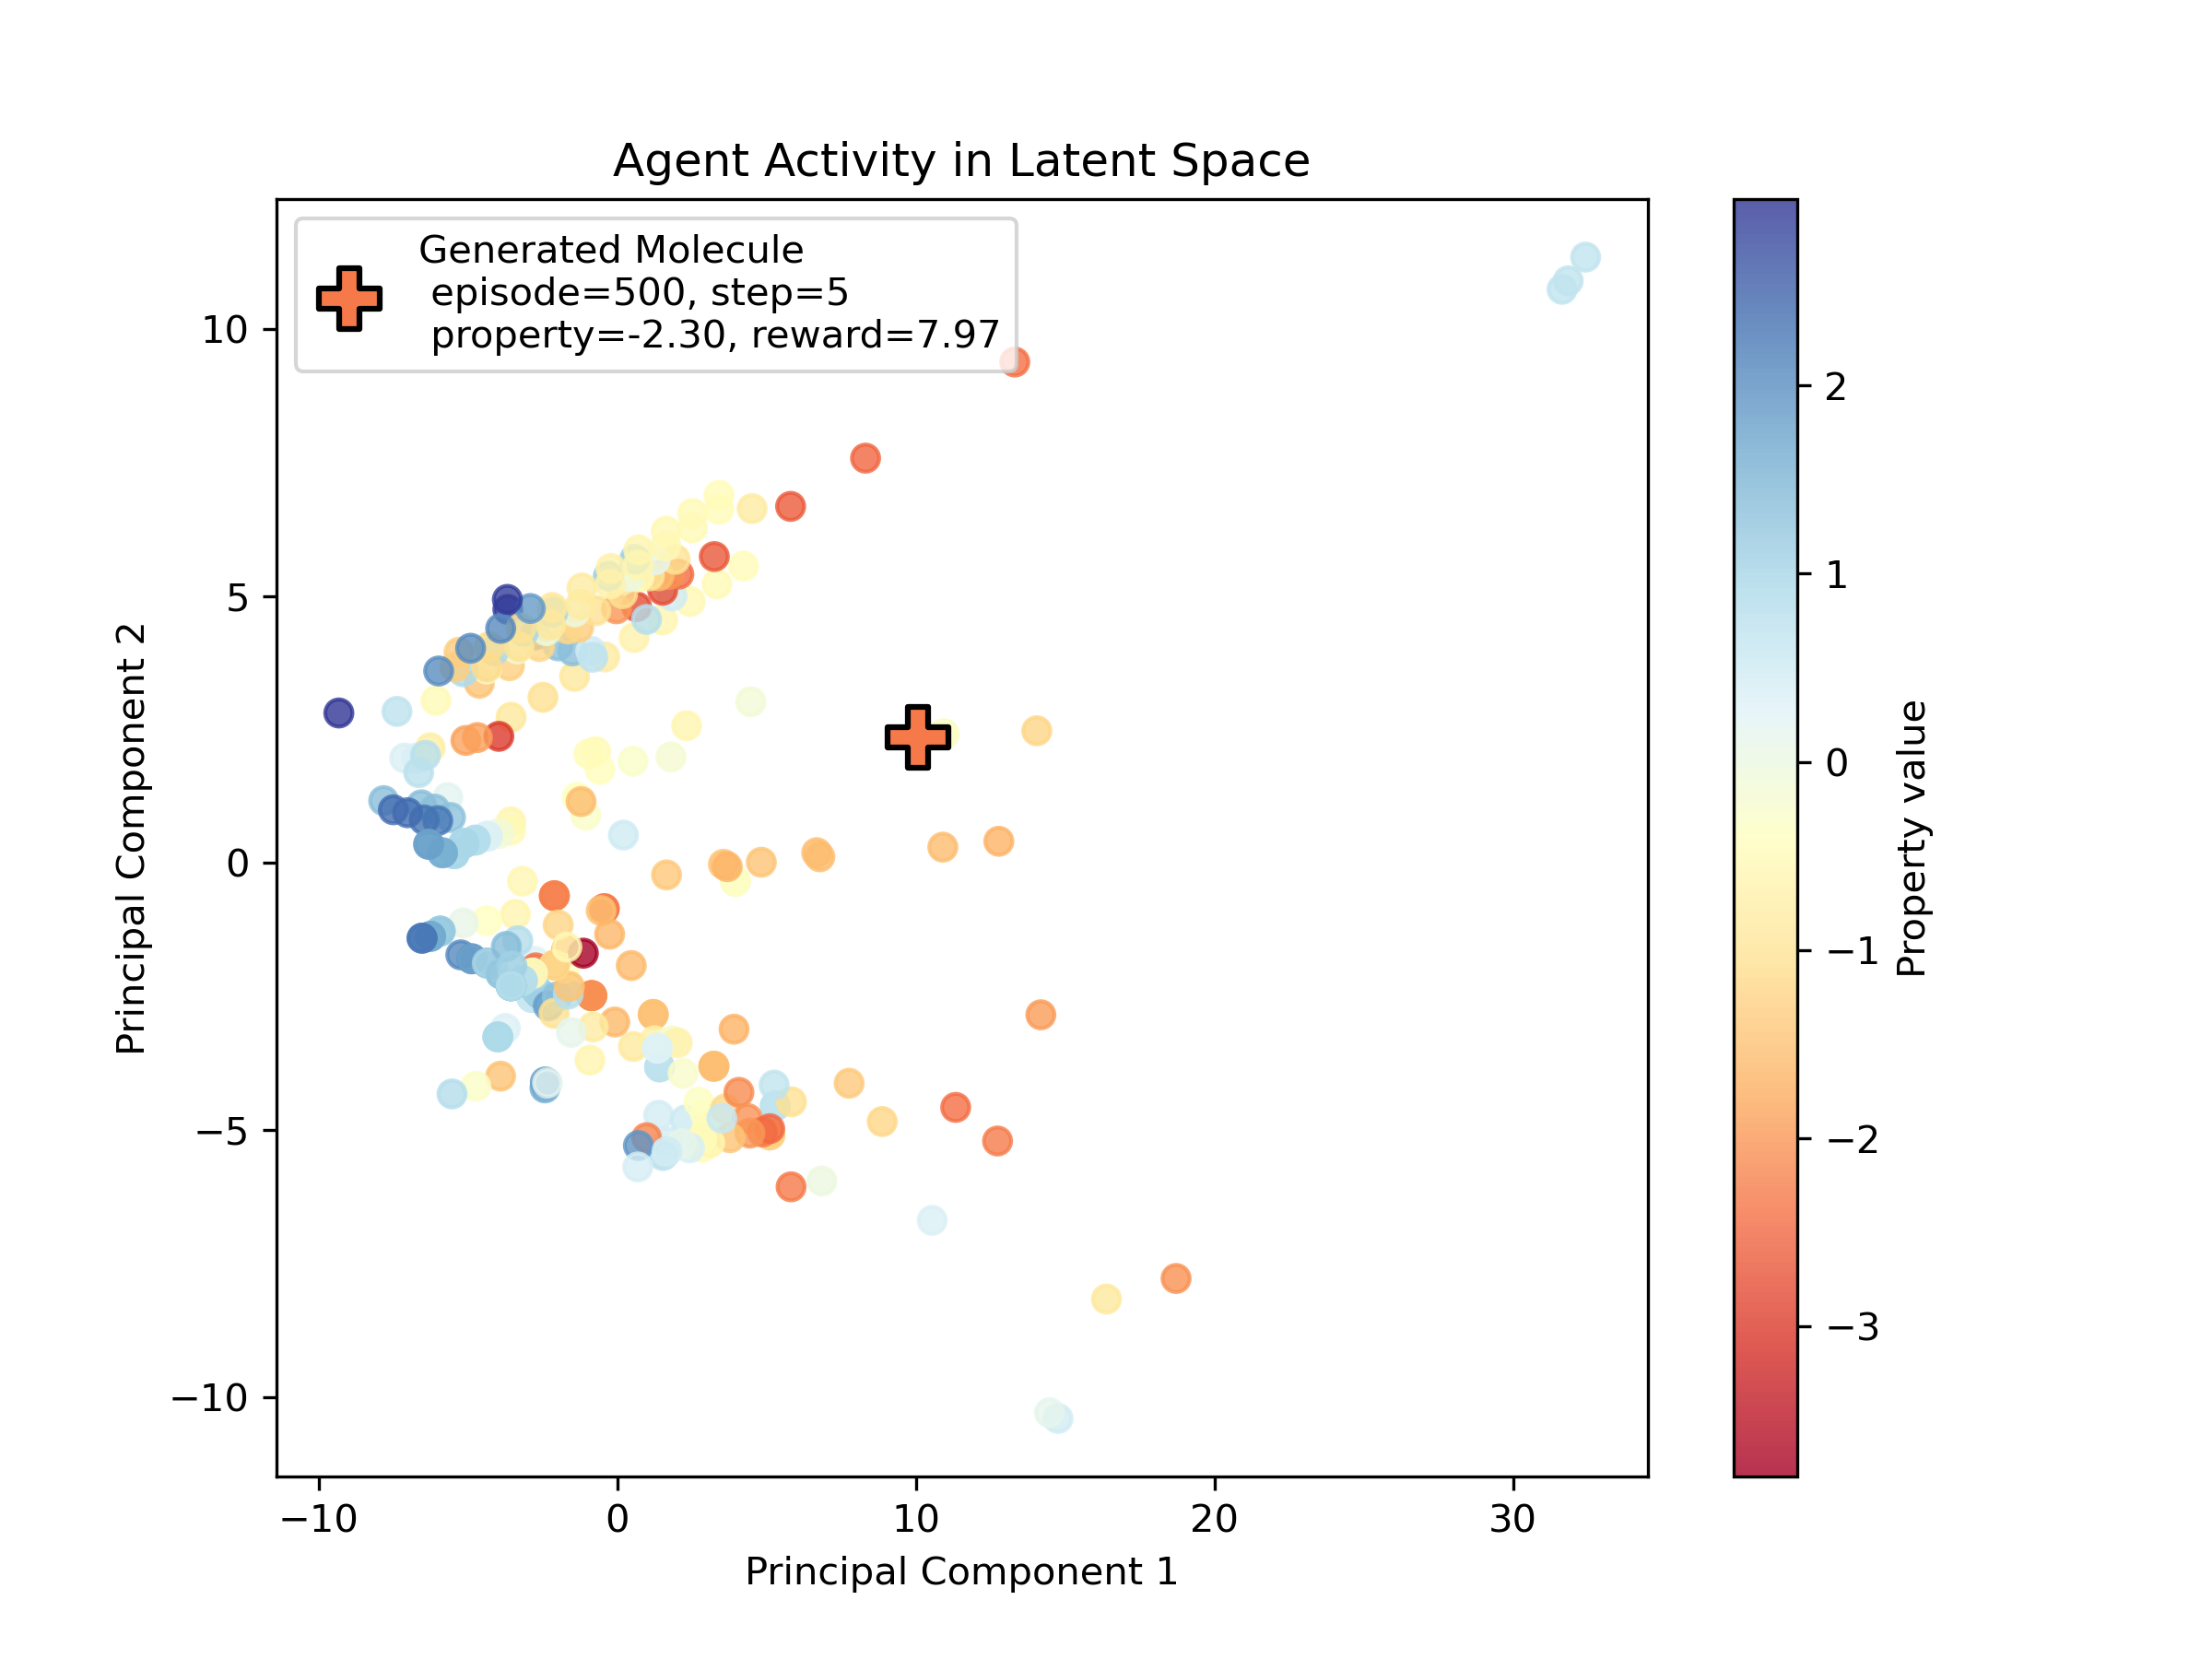 Agent Activity in Latent Space
Generated Molecule
episode=500, step=5
property=-2.30, reward=7.97
10
5
0
−5
−10
Principal Component 2
−10
0
10
20
30
Principal Component 1
2
1
0
−1
−2
−3
Property value